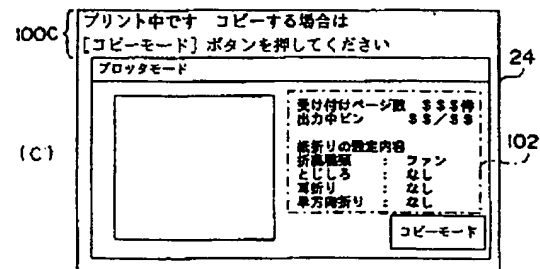 プリント中です コピーする場合は
100C
[コピーモード] ボタンを押してください
24
プロッタモード
受け付けページ数 $$$件
出力中ビン $$/$$
(C)
紙折りの設定内容
102
折畳種類 : ファン
とじしろ : なし
耳折り : なし
単方向折り : なし
コピーモード